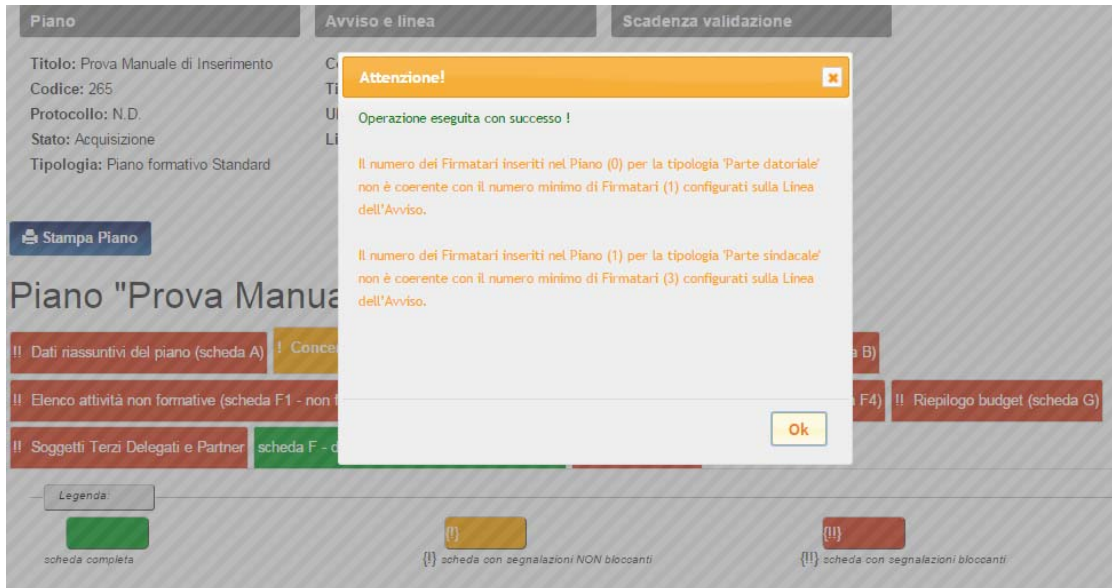 Piano
Avviso e linea
Scadenza validazione
Titolo: Prova Manuale di Inserimento
Codice: 265
Protocollo: N.D.
Stato: Acquisizione
Tipologia: Piano formativo Standard
Attenzione!
Operazione eseguita con successo !
Il numero dei Firmatari inseriti nel Piano (0) per la tipologia 'Parte datoriale'
non è coerente con il numero minimo di Firmatari (1) configurati sulla Linea
dell'Avviso.
Il numero dei Firmatari inseriti nel Piano (1) per la tipologia 'Parte sindacale'
non è coerente con il numero minimo di Firmatari (3) configurati sulla Linea
dell'Avviso.
Ok
Stampa Piano
Piano "Prova Manua
!! Dati riassuntivi del piano (scheda A)
! Conce
a B)
!! Elenco attività non formative (scheda F1 - non f
F4)
!! Riepilogo budget (scheda G)
!! Soggetti Terzi Delegati e Partner
scheda F - d
Legenda:
{!}
{!!}
scheda completa
{!} scheda con segnalazioni NON bloccanti
{!!} scheda con segnalazioni bloccanti